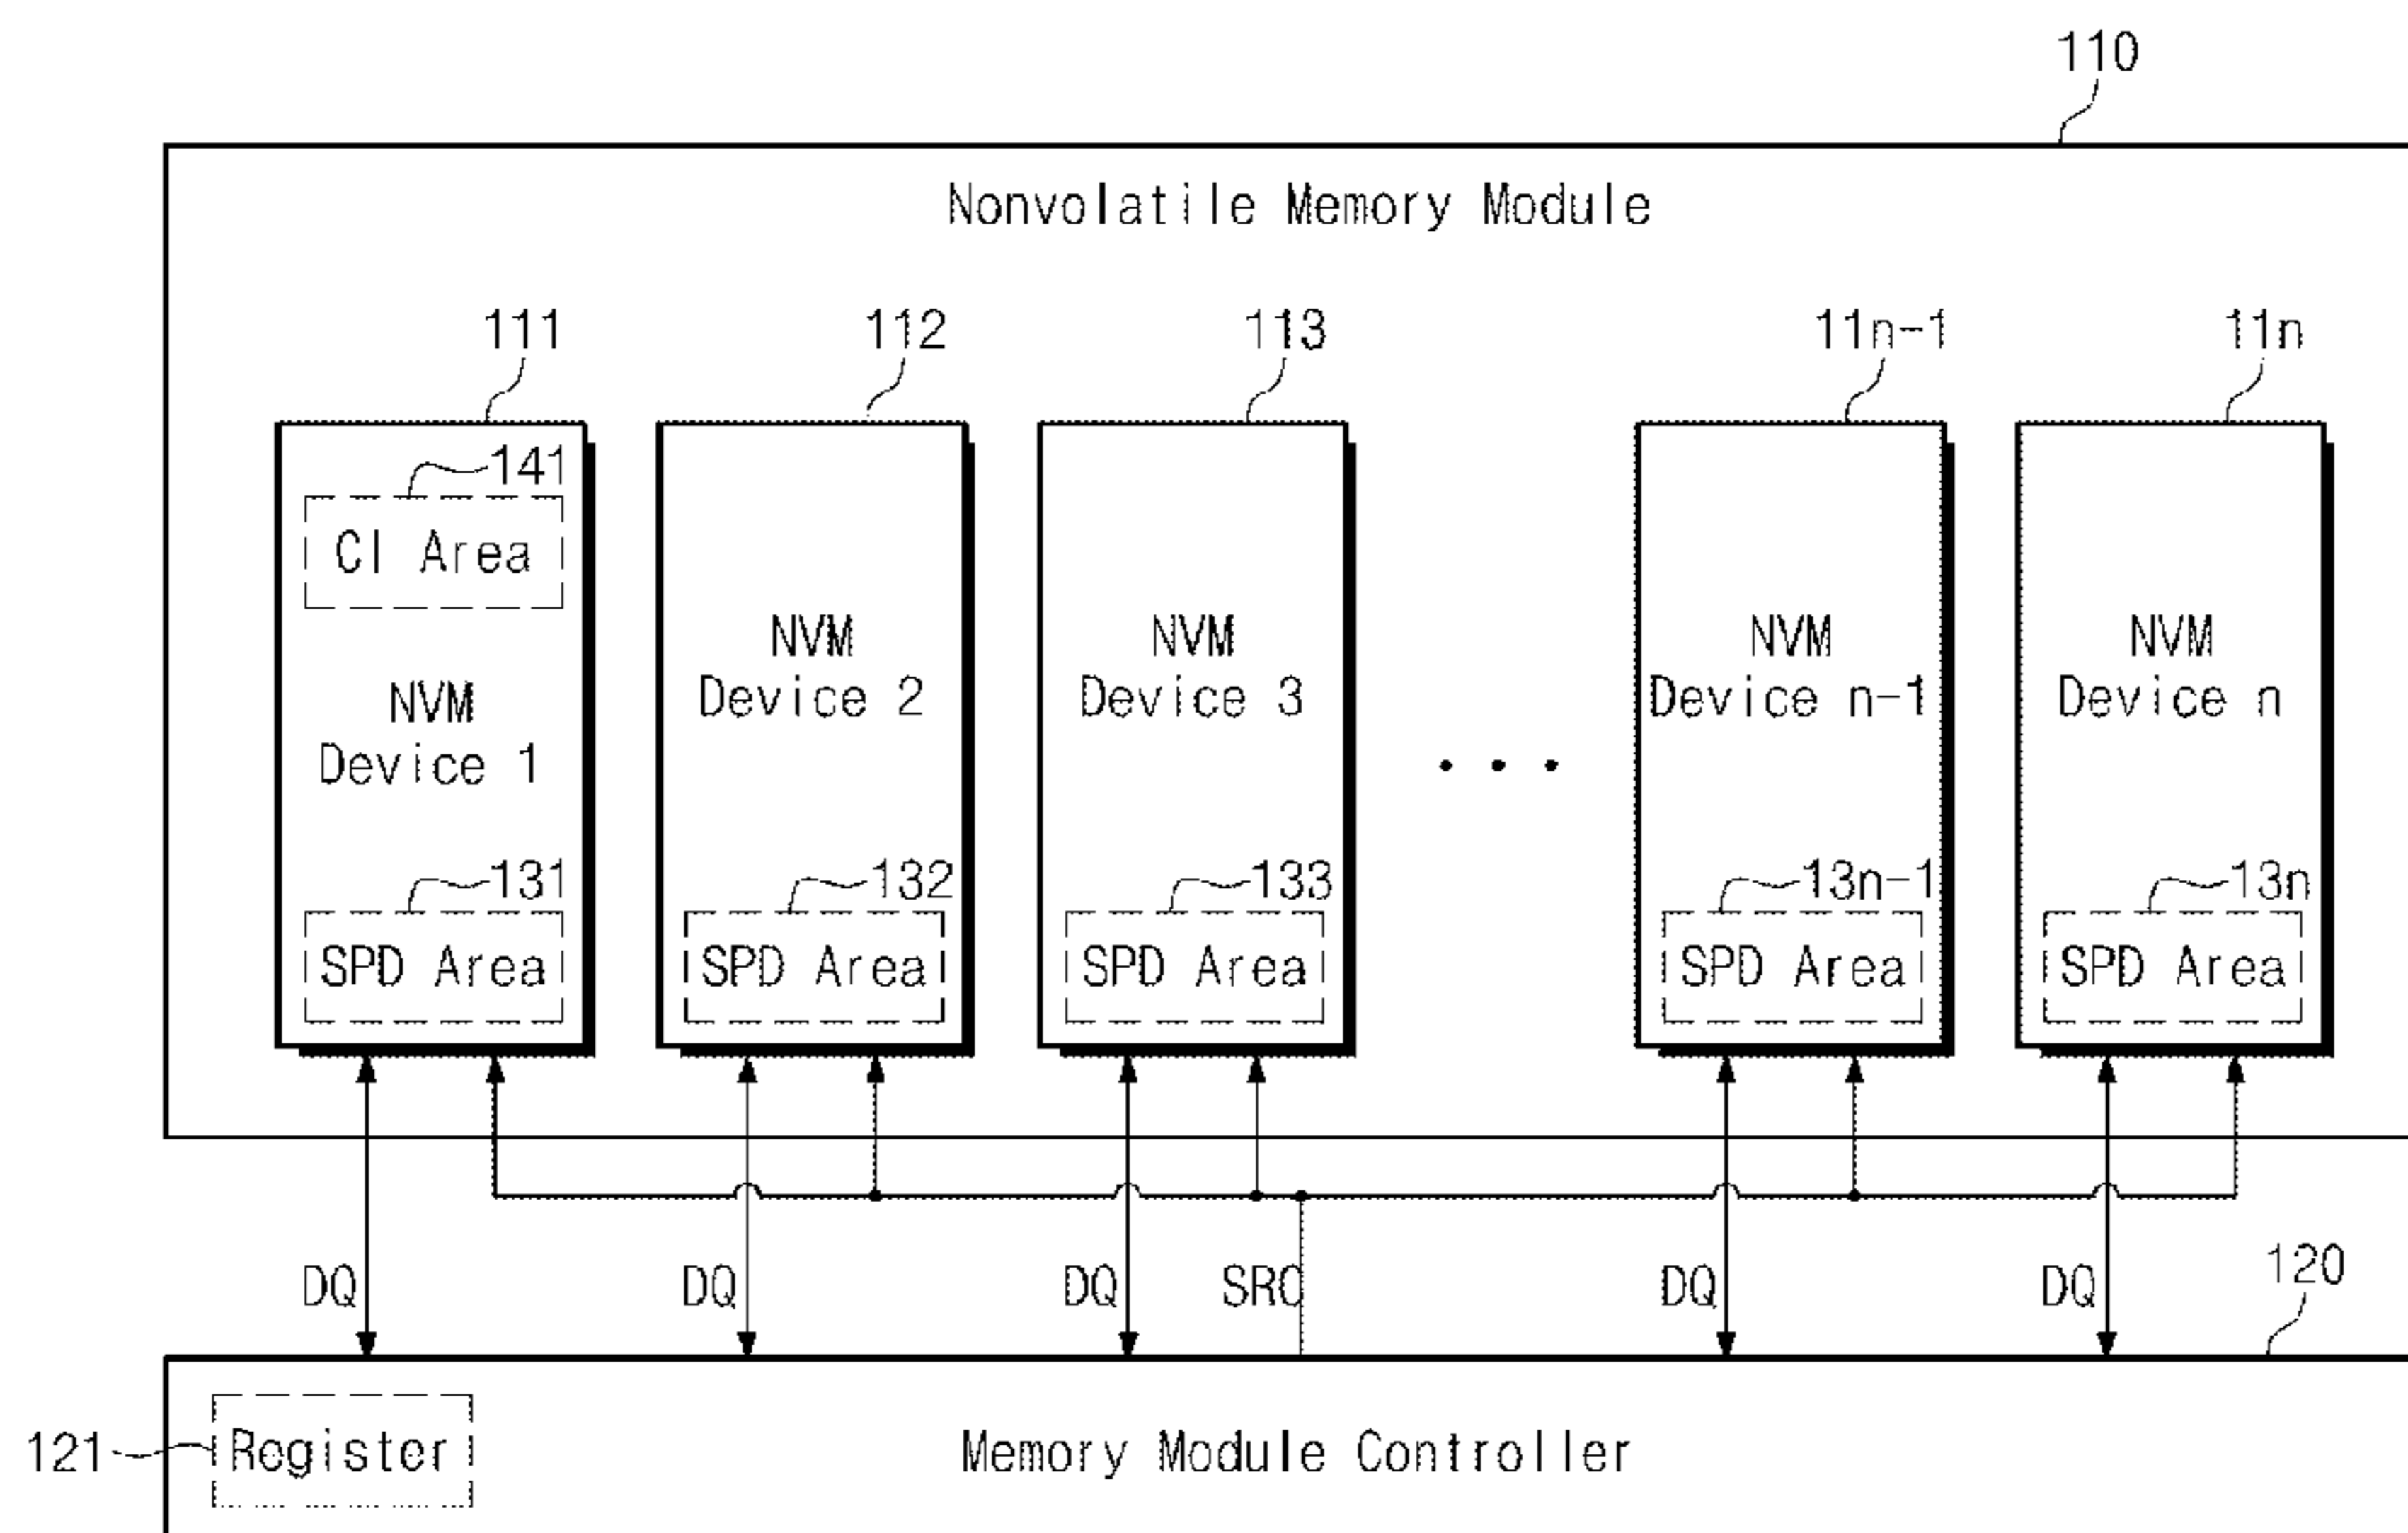 110
Nonvolatile Memory Module
111
112
113
11n-1
11n
141
CI Area
NVM
Device 1
NVM
Device 2
NVM
Device 3
NVM
Device n-1
NVM
Device n
131
132
133
13n-1
13n
SPD Area
SPD Area
SPD Area
SPD Area
SPD Area
DQ
DQ
DQ
SRC
DQ
DQ
120
121
Register
Memory Module Controller